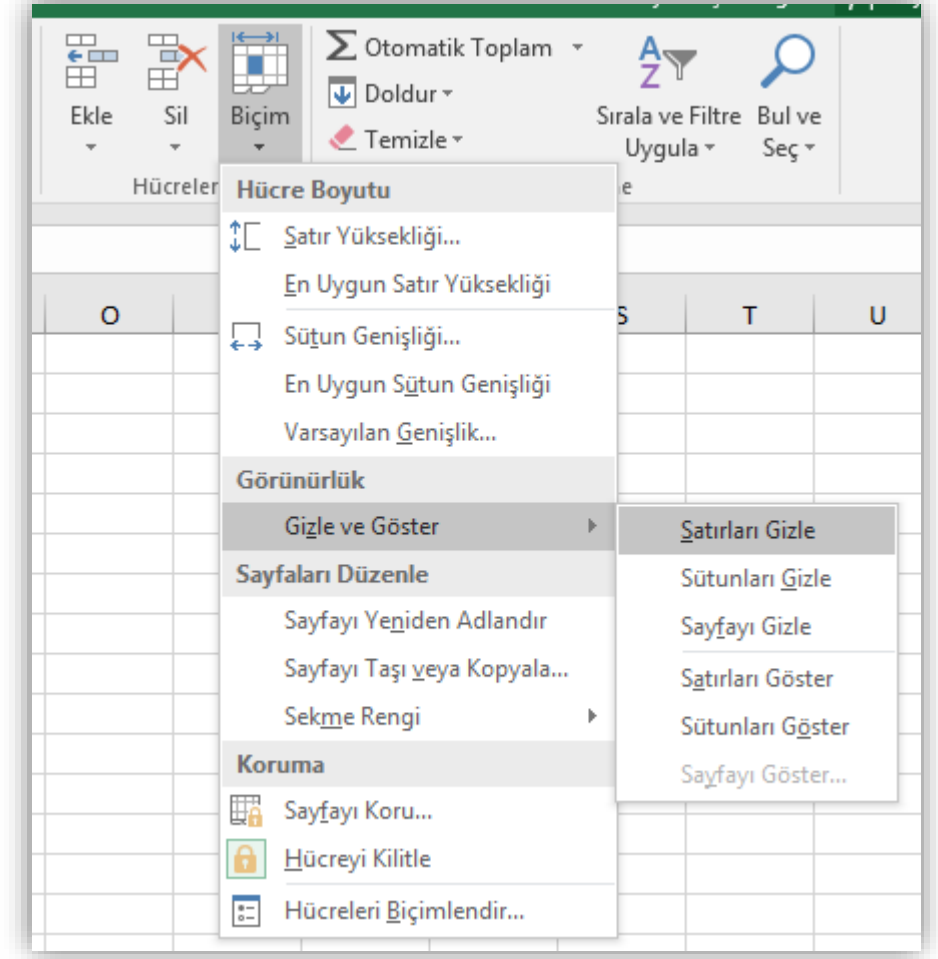 Otomatik Toplam
Doldur
Temizle
Ekle
Sil
Biçim
Sırala ve Filtre
Uygula
Bul ve
Seç
Hücreler
e
Hücre Boyutu
Satır Yüksekliği...
En Uygun Satır Yüksekliği
Sütun Genişliği...
En Uygun Sütun Genişliği
Varsayılan Genişlik...
Görünürlük
Gizle ve Göster
Sayfaları Düzenle
Sayfayı Yeniden Adlandır
Sayfayı Taşı veya Kopyala...
Sekme Rengi
Koruma
Sayfayı Koru...
Hücreyi Kilitle
Hücreleri Biçimlendir...
O
S
T
U
Satırları Gizle
Sütunları Gizle
Sayfayı Gizle
Satırları Göster
Sütunları Göster
Sayfayı Göster...